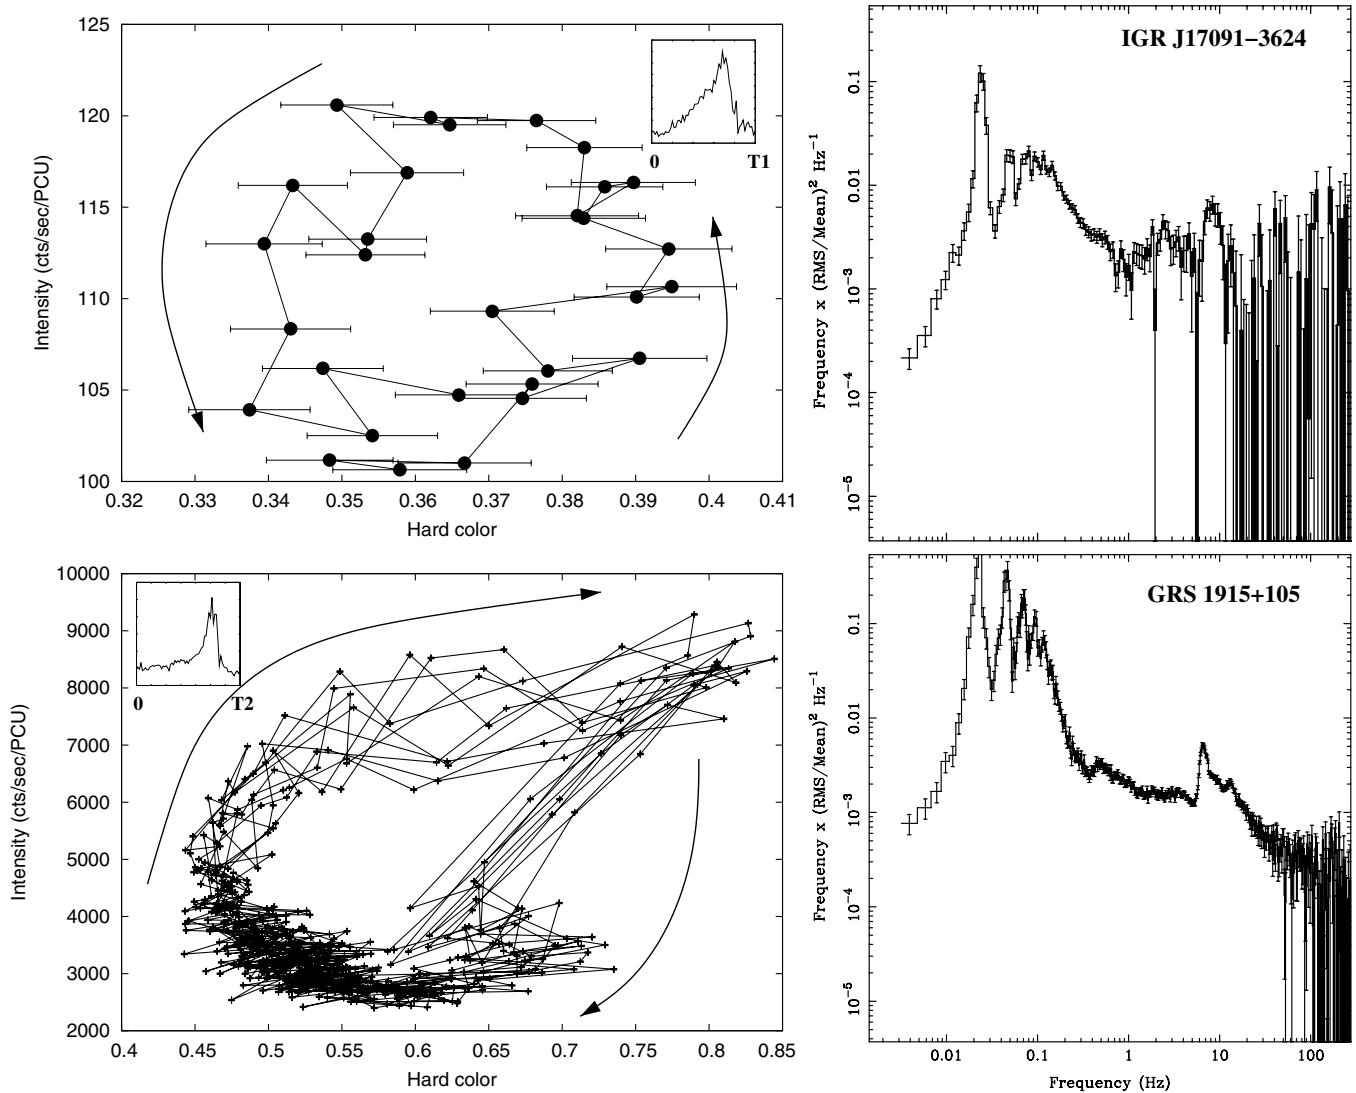 125
120
115
110
105
100
Intensity (cts/sec/PCU)
0.32 0.33 0.34 0.35 0.36 0.37 0.38 0.39 0.4 0.41
Hard color
0 T1
IGR J17091−3624
0.1
0.01
10⁻³
10⁻⁴
10⁻⁵
Frequency x (RMS/Mean)² Hz⁻¹
10000
9000
8000
7000
6000
5000
4000
3000
2000
Intensity (cts/sec/PCU)
0.4 0.45 0.5 0.55 0.6 0.65 0.7 0.75 0.8 0.85
Hard color
0 T2
GRS 1915+105
0.1
0.01
10⁻³
10⁻⁴
10⁻⁵
Frequency x (RMS/Mean)² Hz⁻¹
0.01 0.1 1 10 100
Frequency (Hz)